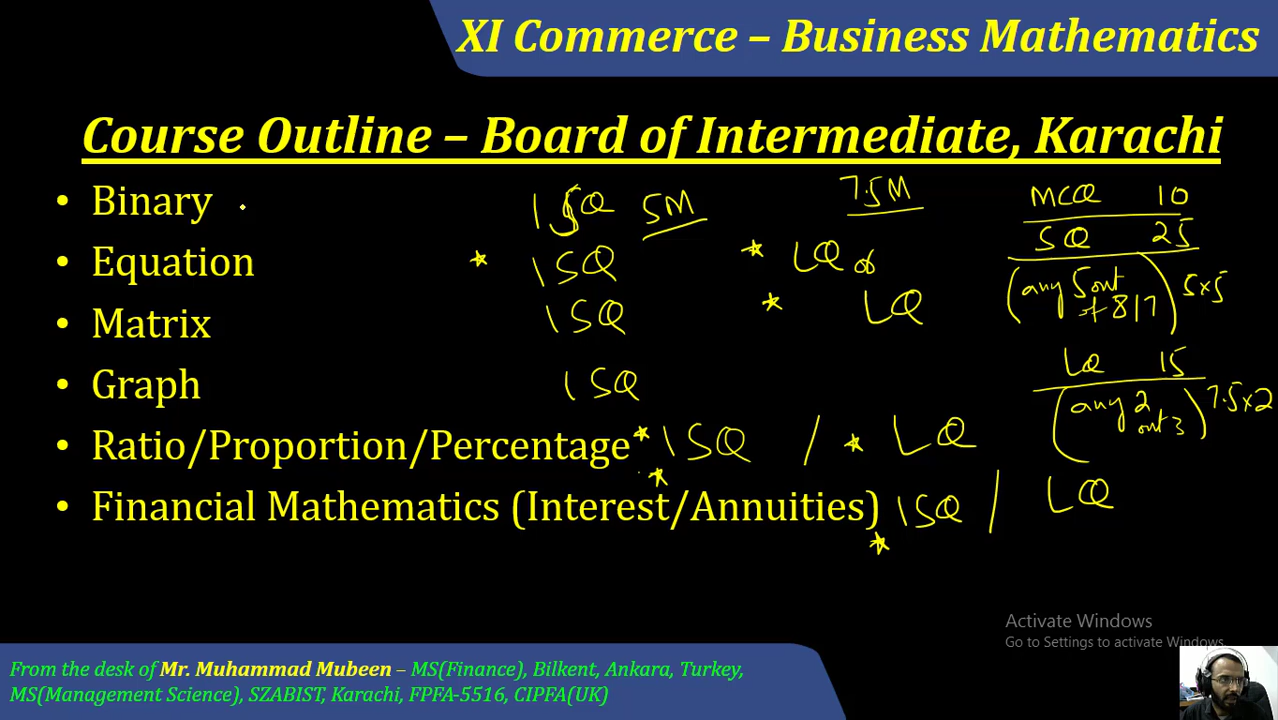 XI Commerce – Business Mathematics
Course Outline – Board of Intermediate, Karachi
• Binary 1 SQ 5M 7.5M
• Equation * 1 SQ * LQ or
• Matrix 1 SQ * LQ
• Graph 1 SQ
• Ratio/Proportion/Percentage * 1 SQ / * LQ
• Financial Mathematics (Interest/Annuities) * 1 SQ / LQ
*
MCQ 10
SQ 25
(any 5 out of 8/7) 5x5
LQ 15
(any 2 out 3) 7.5x2
Activate Windows
Go to Settings to activate Windows.
From the desk of Mr. Muhammad Mubeen – MS(Finance), Bilkent, Ankara, Turkey,
MS(Management Science), SZABIST, Karachi, FPFA-5516, CIPFA(UK)